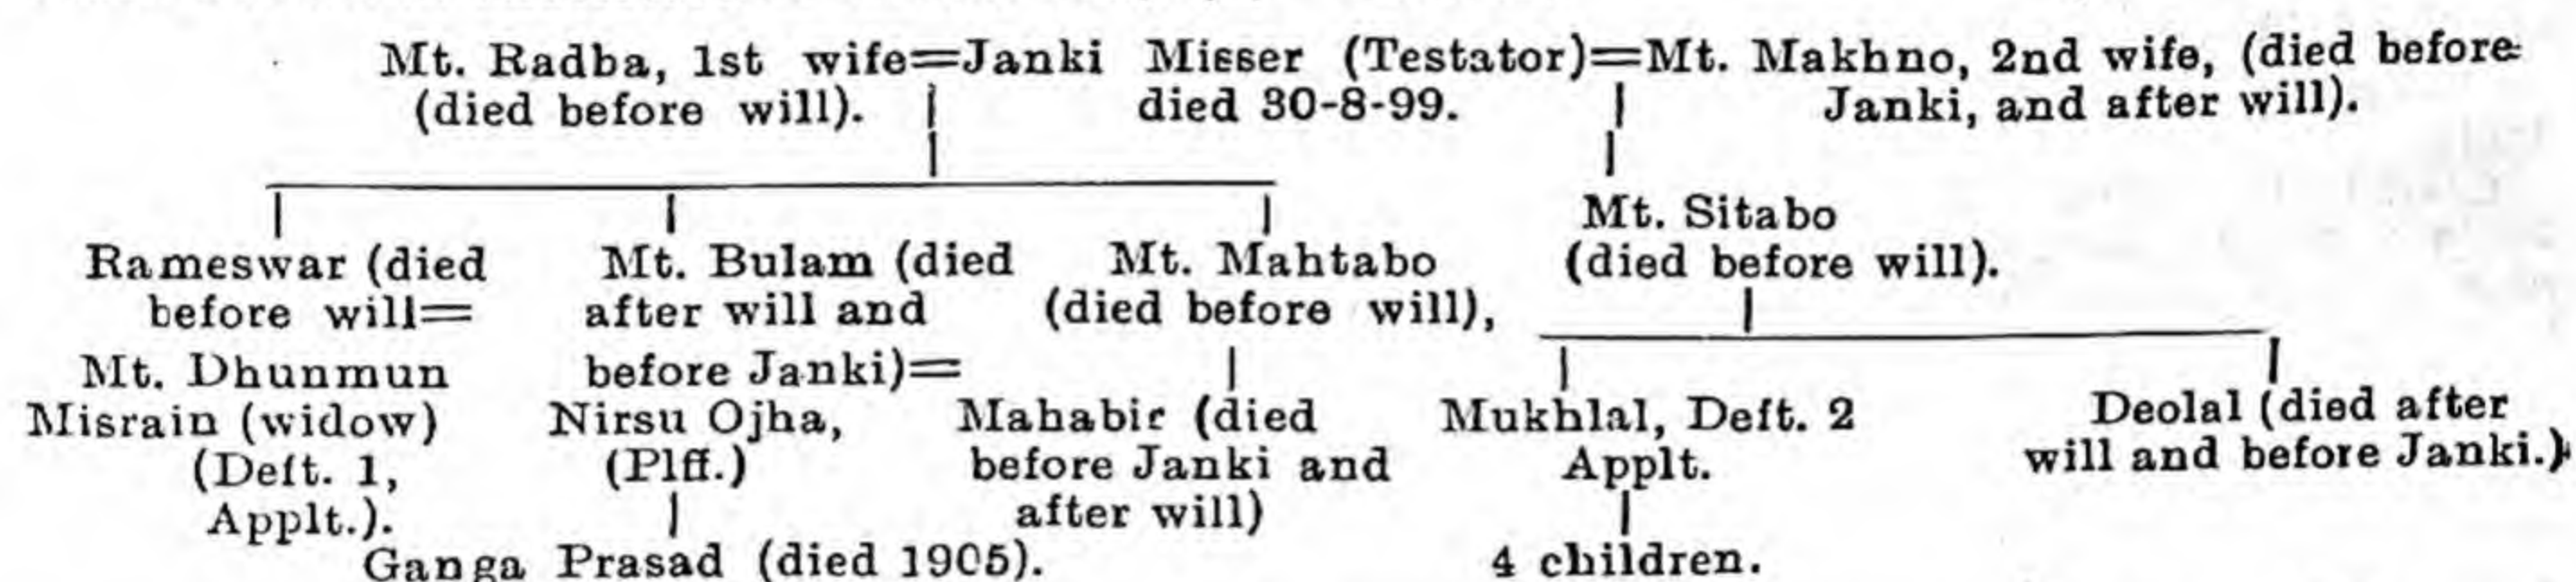 Mt. Radba, 1st wife=Janki Misser (Testator)=Mt. Makhno, 2nd wife, (died before
(died before will). died 30-8-99. Janki, and after will).
Mt. Sitabo
Rameswar (died Mt. Bulam (died Mt. Mahtabo (died before will).
before will= after will and (died before will),
Mt. Dhunmun before Janki)=
Misrain (widow) Nirsu Ojha, Mahabir (died Mukhlal, Deft. 2 Deolal (died after
(Deft. 1, (Plff.) before Janki and Applt. will and before Janki.)
Applt.). after will)
Ganga Prasad (died 1905). 4 children.